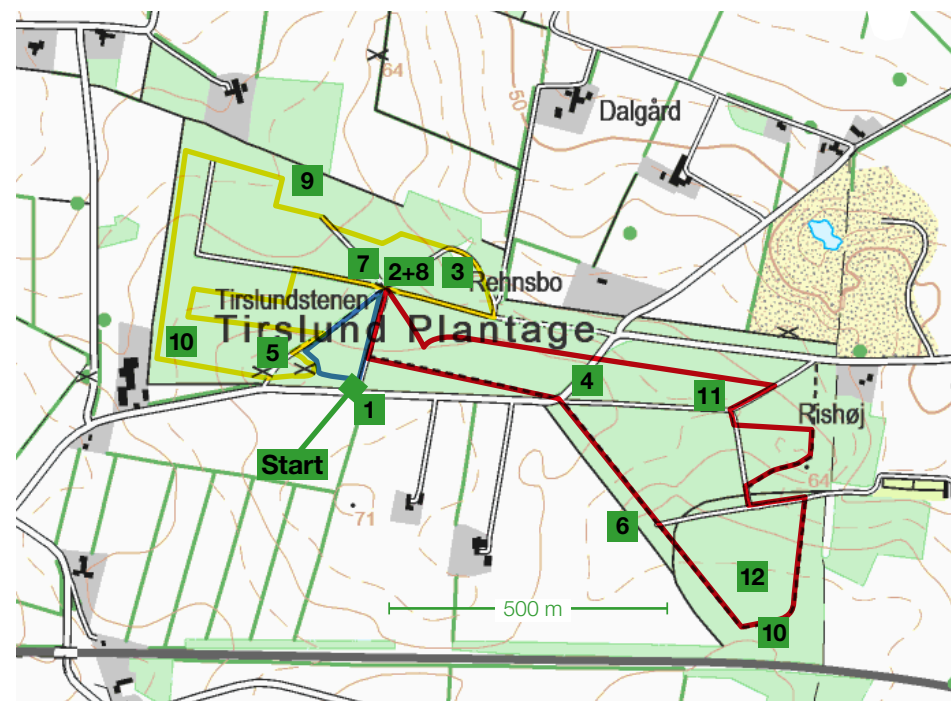 64
50
Dalgård
9
7
2+8
3
Rehnsbo
Tirslundstenen
Tirslund Plantage
10
5
4
11
1
Rishøj
Start
64
71
6
12
500 m
10